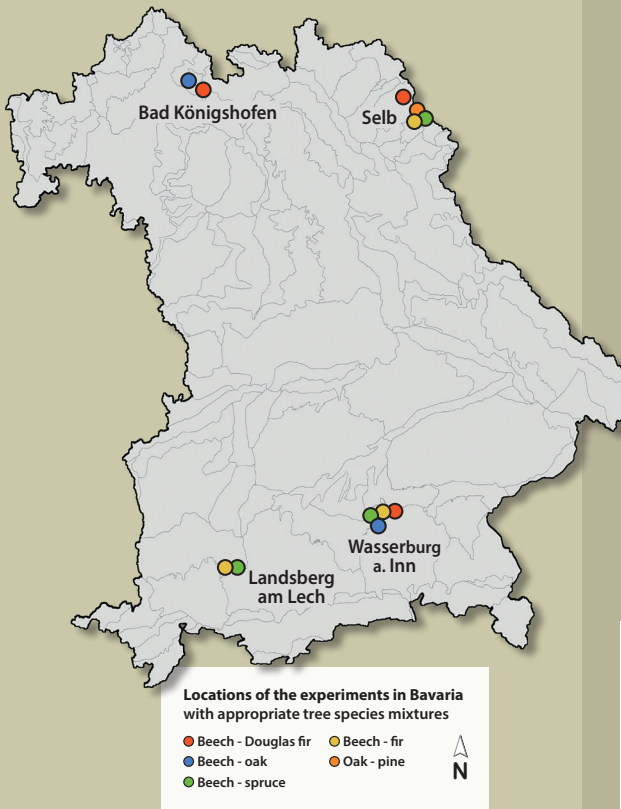 Bad Königshofen
Selb
Wasserburg
a. Inn
Landsberg
am Lech
Locations of the experiments in Bavaria
with appropriate tree species mixtures
Beech - Douglas fir
Beech - fir
Beech - oak
Oak - pine
Beech - spruce
N